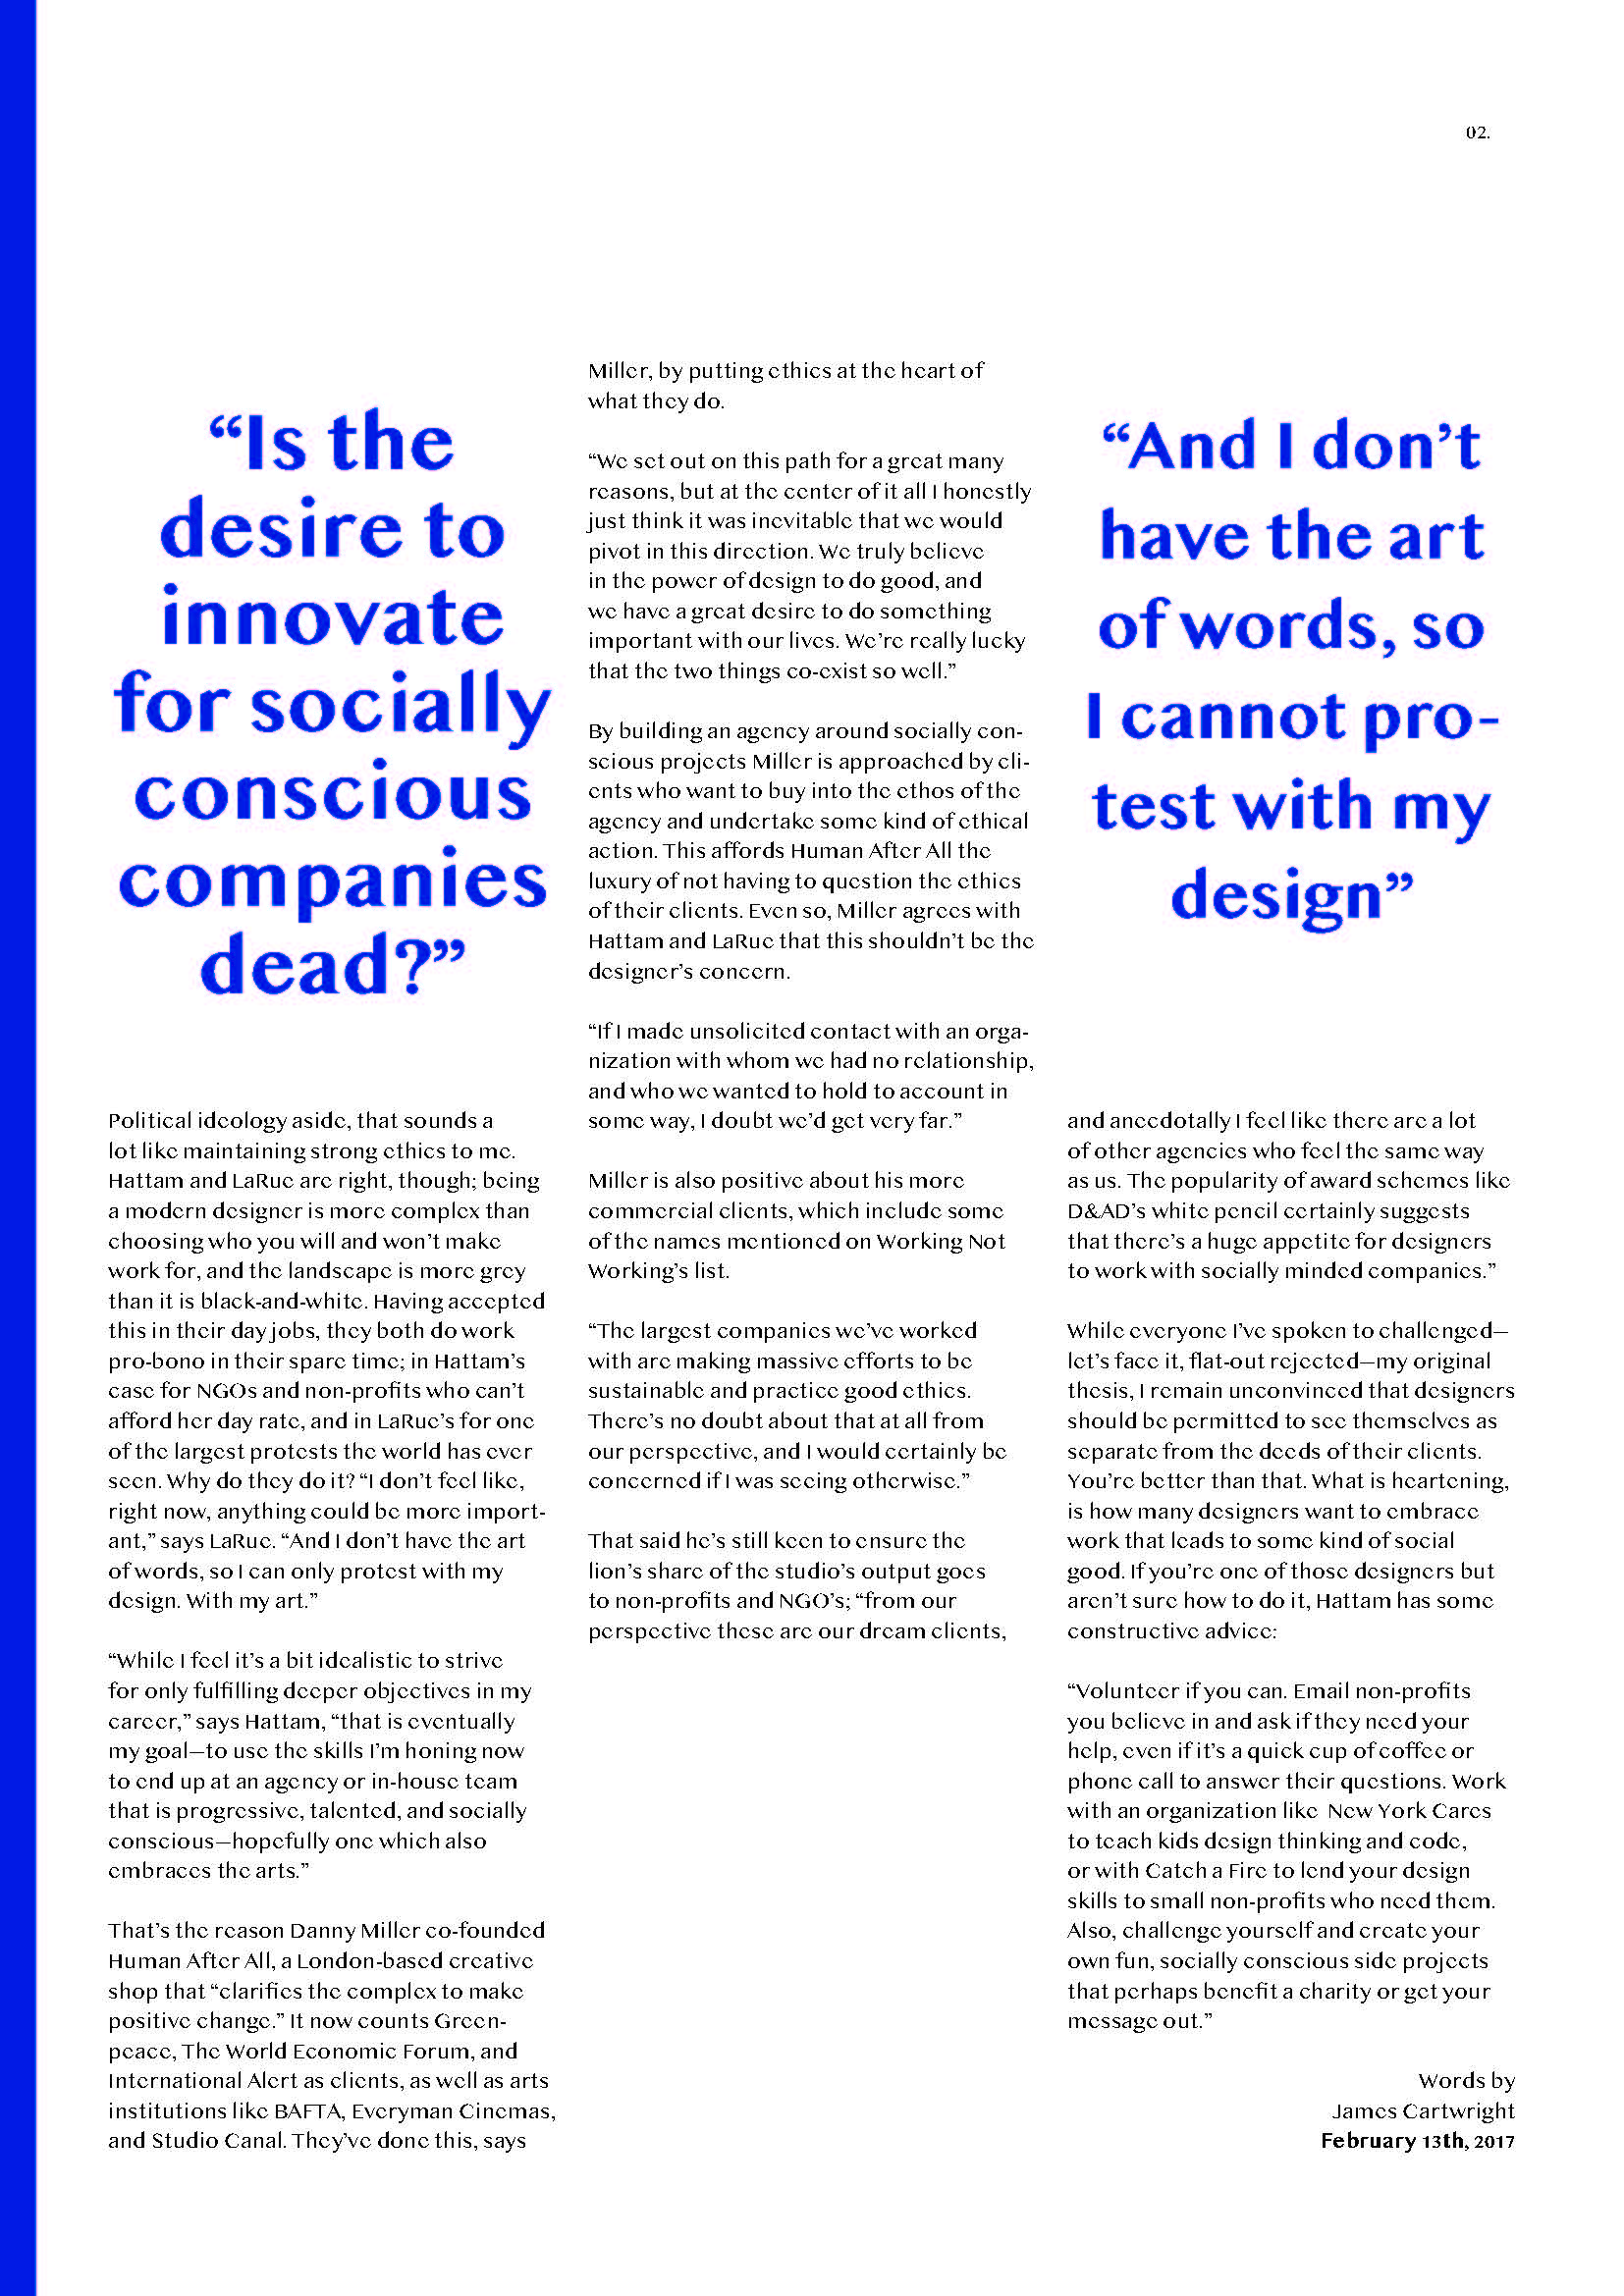 02.
“Is the
desire to
innovate
for socially
conscious
companies
dead?”
Political ideology aside, that sounds a
lot like maintaining strong ethics to me.
Hattam and LaRue are right, though; being
a modern designer is more complex than
choosing who you will and won’t make
work for, and the landscape is more grey
than it is black-and-white. Having accepted
this in their day jobs, they both do work
pro-bono in their spare time; in Hattam’s
case for NGOs and non-profits who can’t
afford her day rate, and in LaRue’s for one
of the largest protests the world has ever
seen. Why do they do it? “I don’t feel like,
right now, anything could be more import-
ant,” says LaRue. “And I don’t have the art
of words, so I can only protest with my
design. With my art.”
“While I feel it’s a bit idealistic to strive
for only fulfilling deeper objectives in my
career,” says Hattam, “that is eventually
my goal—to use the skills I’m honing now
to end up at an agency or in-house team
that is progressive, talented, and socially
conscious—hopefully one which also
embraces the arts.”
That’s the reason Danny Miller co-founded
Human After All, a London-based creative
shop that “clarifies the complex to make
positive change.” It now counts Green-
peace, The World Economic Forum, and
International Alert as clients, as well as arts
institutions like BAFTA, Everyman Cinemas,
and Studio Canal. They’ve done this, says
Miller, by putting ethics at the heart of
what they do.
“We set out on this path for a great many
reasons, but at the center of it all I honestly
just think it was inevitable that we would
pivot in this direction. We truly believe
in the power of design to do good, and
we have a great desire to do something
important with our lives. We’re really lucky
that the two things co-exist so well.”
By building an agency around socially con-
scious projects Miller is approached by cli-
ents who want to buy into the ethos of the
agency and undertake some kind of ethical
action. This affords Human After All the
luxury of not having to question the ethics
of their clients. Even so, Miller agrees with
Hattam and LaRue that this shouldn’t be the
designer’s concern.
“If I made unsolicited contact with an orga-
nization with whom we had no relationship,
and who we wanted to hold to account in
some way, I doubt we’d get very far.”
Miller is also positive about his more
commercial clients, which include some
of the names mentioned on Working Not
Working’s list.
“The largest companies we’ve worked
with are making massive efforts to be
sustainable and practice good ethics.
There’s no doubt about that at all from
our perspective, and I would certainly be
concerned if I was seeing otherwise.”
That said he’s still keen to ensure the
lion’s share of the studio’s output goes
to non-profits and NGO’s; “from our
perspective these are our dream clients,
“And I don’t
have the art
of words, so
I cannot pro-
test with my
design”
and anecdotally I feel like there are a lot
of other agencies who feel the same way
as us. The popularity of award schemes like
D&AD’s white pencil certainly suggests
that there’s a huge appetite for designers
to work with socially minded companies.”
While everyone I’ve spoken to challenged—
let’s face it, flat-out rejected—my original
thesis, I remain unconvinced that designers
should be permitted to see themselves as
separate from the deeds of their clients.
You’re better than that. What is heartening,
is how many designers want to embrace
work that leads to some kind of social
good. If you’re one of those designers but
aren’t sure how to do it, Hattam has some
constructive advice:
“Volunteer if you can. Email non-profits
you believe in and ask if they need your
help, even if it’s a quick cup of coffee or
phone call to answer their questions. Work
with an organization like New York Cares
to teach kids design thinking and code,
or with Catch a Fire to lend your design
skills to small non-profits who need them.
Also, challenge yourself and create your
own fun, socially conscious side projects
that perhaps benefit a charity or get your
message out.”
Words by
James Cartwright
February 13th, 2017